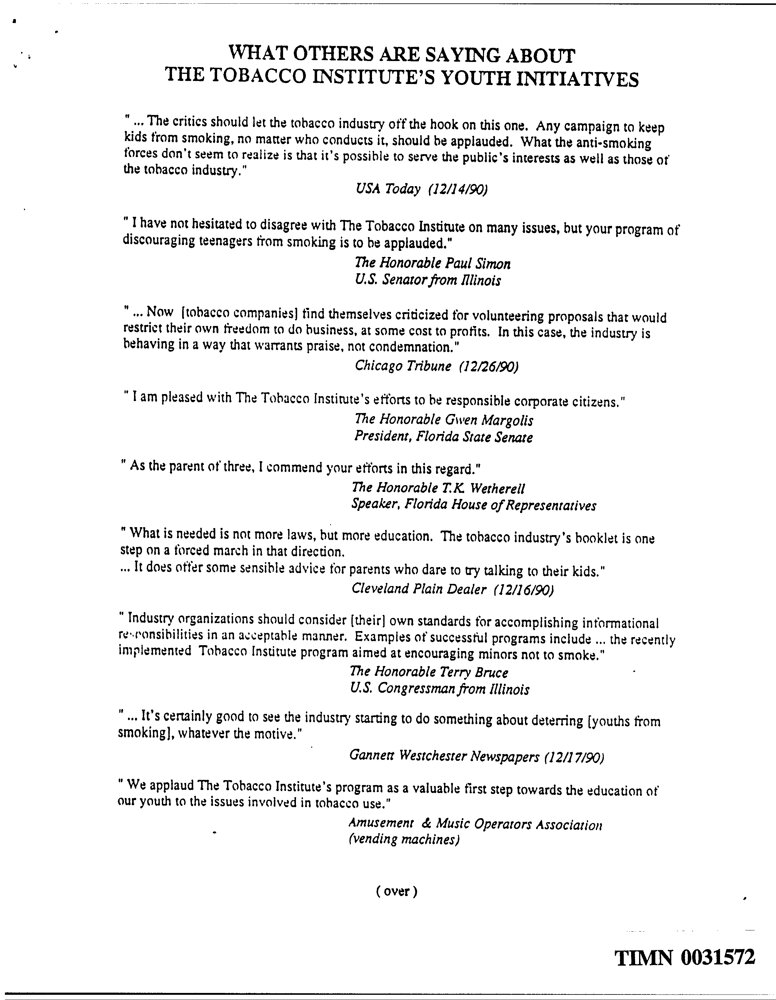 WHAT OTHERS ARE SAYING ABOUT
THE TOBACCO INSTITUTE'S YOUTH INITIATIVES
" ... The critics should let the tobacco industry off the hook on this one. Any campaign to keep
kids from smoking, no matter who conducts it, should be applauded. What the anti-smoking
forces don't seem to realize is that it's possible to serve the public's interests as well as those of
the tobacco industry."
USA Today (12/14/90)
" I have not hesitated to disagree with The Tobacco Institute on many issues, but your program of
discouraging teenagers from smoking is to be applauded."
The Honorable Paul Simon
U.S. Senator from Illinois
" ... Now [tobacco companies] find themselves criticized for volunteering proposals that would
restrict their own freedom to do business, at some cost to profits. In this case, the industry is
behaving in a way that warrants praise, not condemnation."
Chicago Tribune (12/26/90)
" I am pleased with The Tobacco Institute's efforts to be responsible corporate citizens."
The Honorable Gwen Margolis
President, Florida State Senate
" As the parent of three, I commend your efforts in this regard."
The Honorable T.K. Wetherell
Speaker, Florida House of Representatives
" What is needed is not more laws, but more education. The tobacco industry's booklet is one
step on a forced march in that direction.
... It does offer some sensible advice for parents who dare to try talking to their kids."
Cleveland Plain Dealer (12/16/90)
" Industry organizations should consider [their] own standards for accomplishing informational
responsibilities in an acceptable manner. Examples of successful programs include ... the recently
implemented Tobacco Institute program aimed at encouraging minors not to smoke."
The Honorable Terry Bruce
U.S. Congressman from Illinois
" ... It's certainly good to see the industry starting to do something about deterring [youths from
smoking], whatever the motive."
Gannett Westchester Newspapers (12/17/90)
" We applaud The Tobacco Institute's program as a valuable first step towards the education of
our youth to the issues involved in tobacco use."
Amusement & Music Operators Association
(vending machines)
( over )
TIMN 0031572